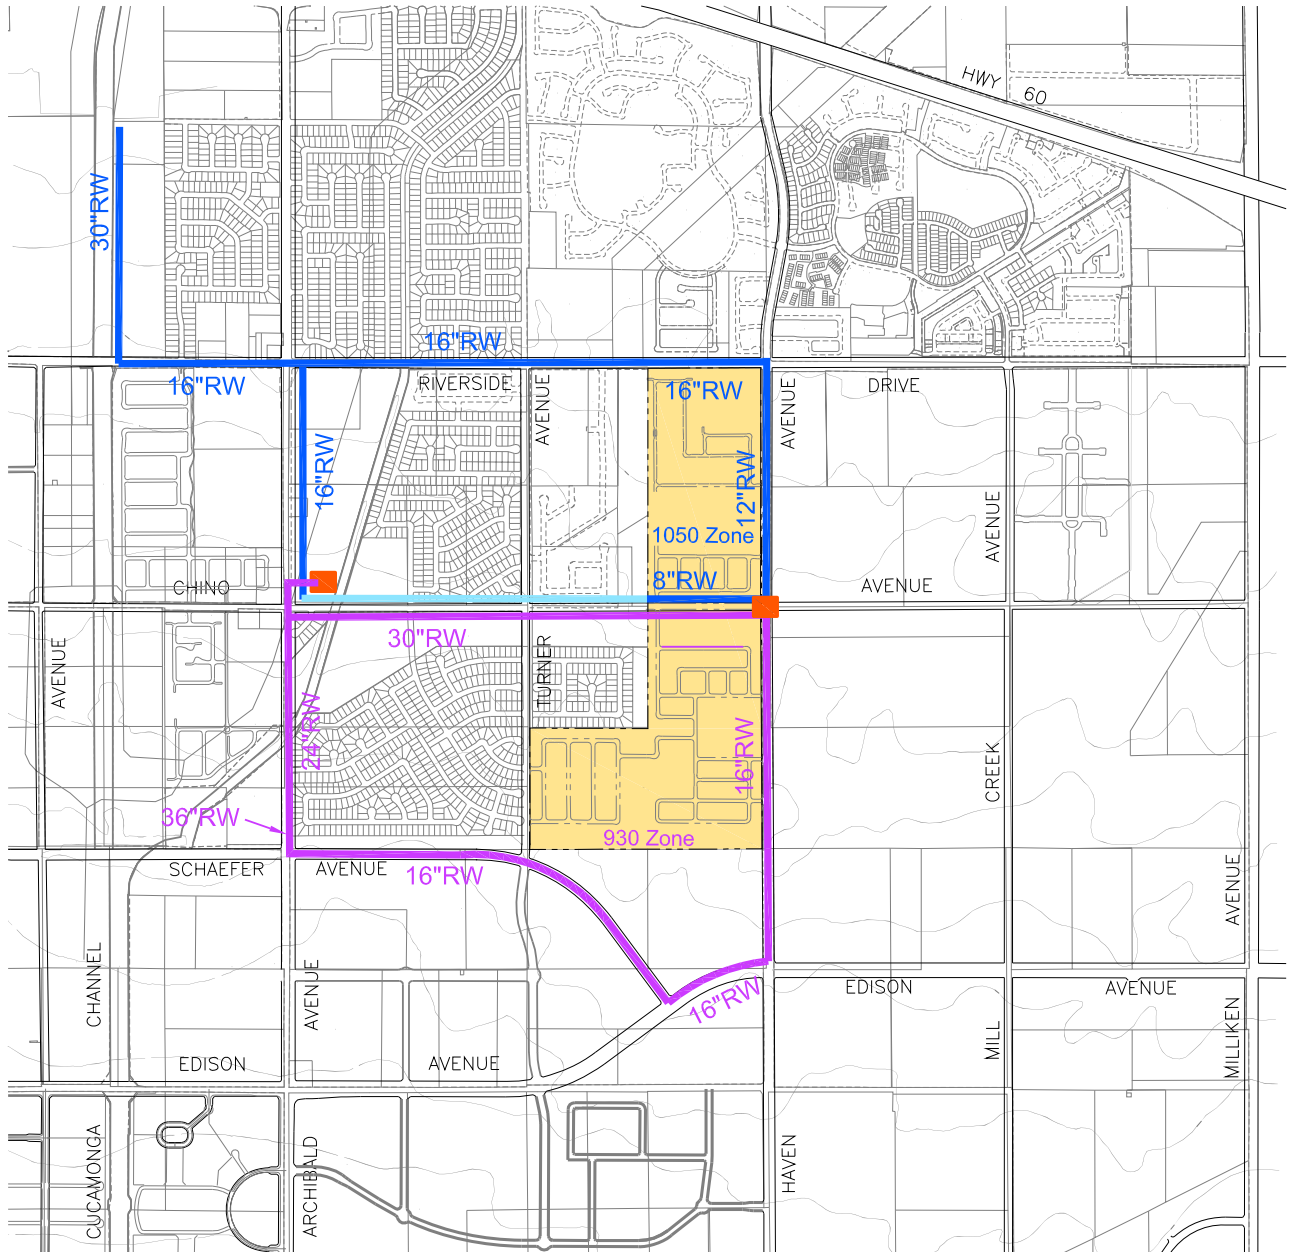 HWY 60
30"RW
16"RW
16"RW
RIVERSIDE
AVENUE
16"RW
AVENUE
DRIVE
16"RW
12"RW
AVENUE
1050 Zone
CHINO
8"RW
AVENUE
30"RW
AVENUE
TURNER
24"RW
16"RW
CREEK
36"RW
930 Zone
SCHAEFER
AVENUE
16"RW
AVENUE
CHANNEL
AVENUE
16"RW
EDISON
AVENUE
MILL
MILLIKEN
EDISON
AVENUE
CUCAMONGA
ARCHIBALD
HAVEN